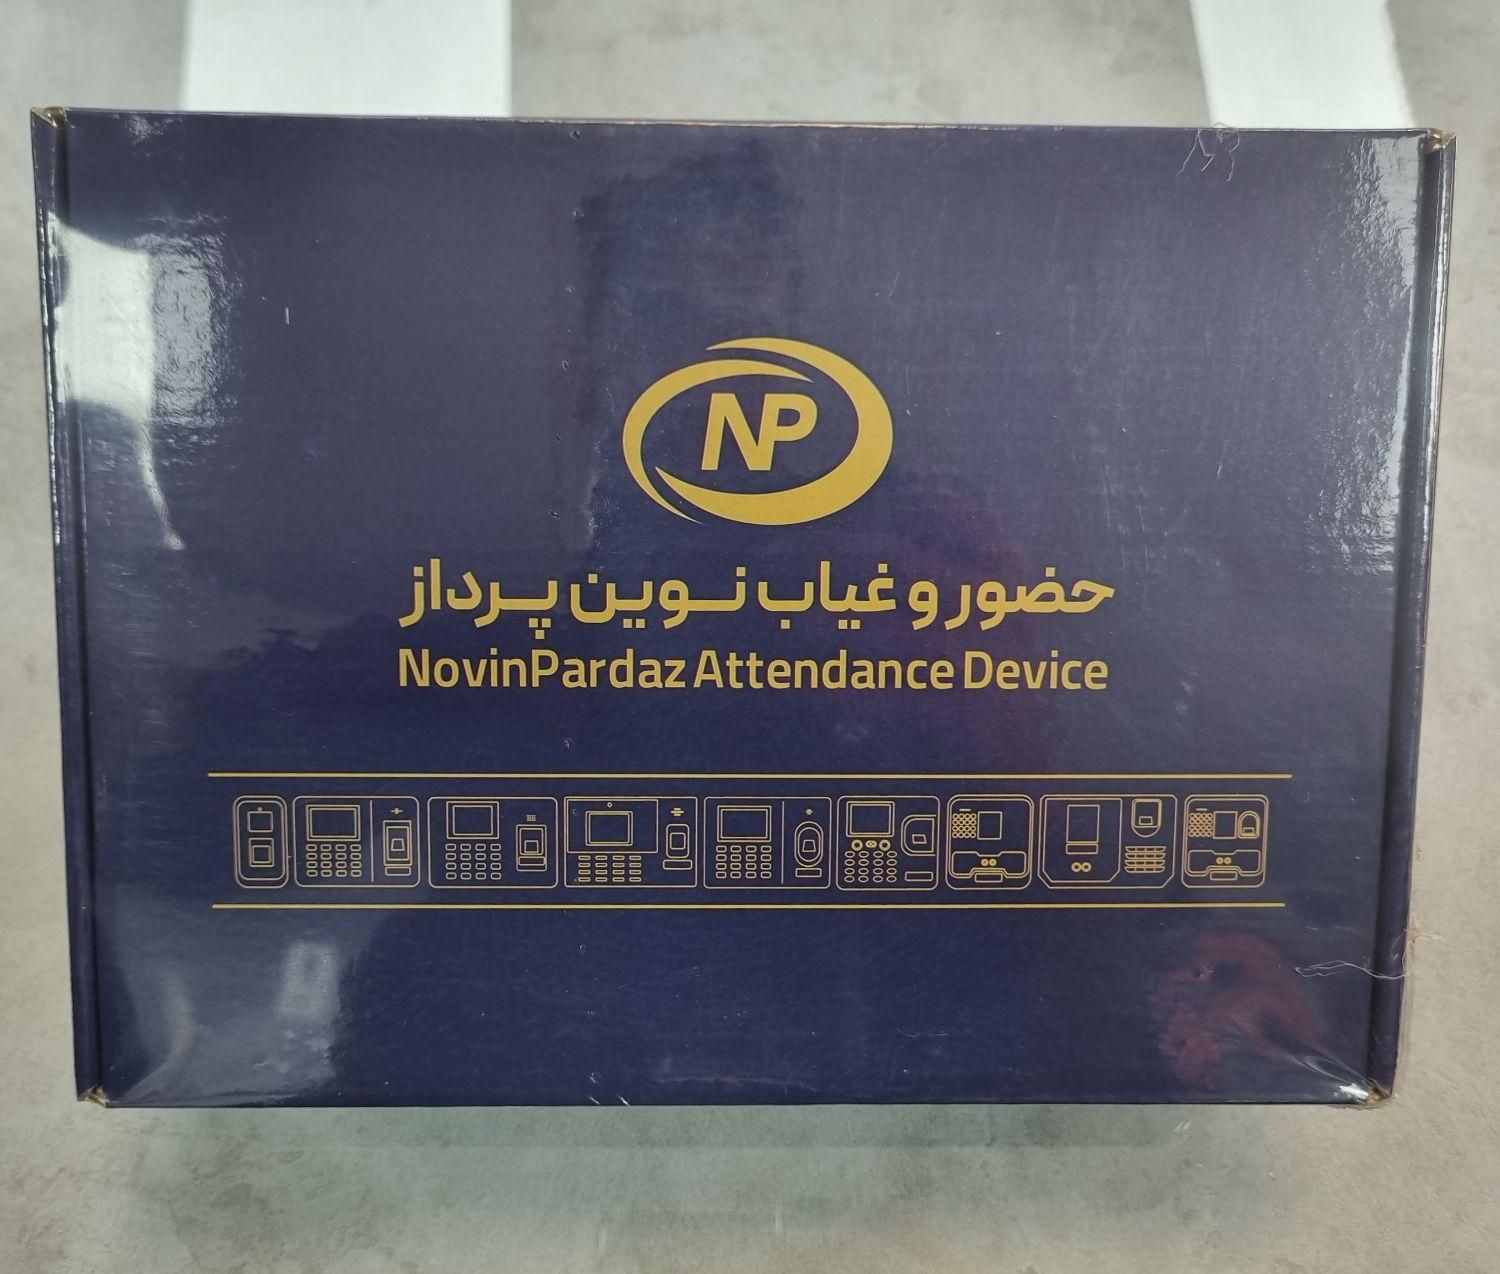 NP
حضور و غیاب نوین پرداز
NovinPardaz Attendance Device